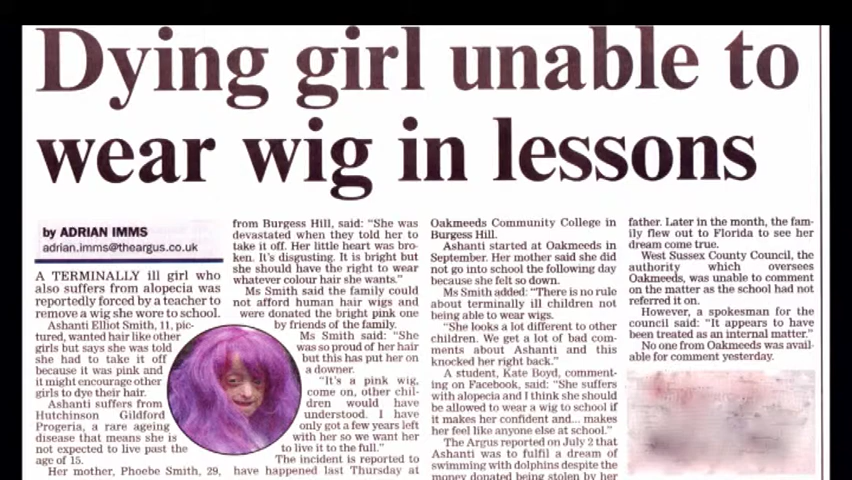 Dying girl unable to
wear wig in lessons
by ADRIAN IMMS
adrian.imms@theargus.co.uk
A TERMINALLY ill girl who
also suffers from alopecia was
reportedly forced by a teacher to
remove a wig she wore to school.
Ashanti Elliot Smith, 11, pic-
tured, wanted hair like other
girls but says she was told
she had to take it off
because it was pink and
it might encourage other
girls to dye their hair.
Ashanti suffers from
Hutchinson Gildford
Progeria, a rare ageing
disease that means she is
not expected to live past the
age of 15.
Her mother, Phoebe Smith, 29,
from Burgess Hill, said: “She was
devastated when they told her to
take it off. Her little heart was bro-
ken. It’s disgusting. It is bright but
she should have the right to wear
whatever colour hair she wants.”
Ms Smith said the family could
not afford human hair wigs and
were donated the bright pink one
by friends of the family.
Ms Smith said: “She
was so proud of her hair
but this has put her on
a downer.
“It’s a pink wig,
come on, other chil-
dren would have
understood. I have
only got a few years left
with her so we want her
to live it to the full.”
The incident is reported to
have happened last Thursday at
Oakmeeds Community College in
Burgess Hill.
Ashanti started at Oakmeeds in
September. Her mother said she did
not go into school the following day
because she felt so down.
Ms Smith added: “There is no rule
about terminally ill children not
being able to wear wigs.
“She looks a lot different to other
children. We get a lot of bad com-
ments about Ashanti and this
knocked her right back.”
A student, Kate Boyd, comment-
ing on Facebook, said: “She suffers
with alopecia and I think she should
be allowed to wear a wig to school if
it makes her confident and... makes
her feel like anyone else at school.”
The Argus reported on July 2 that
Ashanti was to fulfil a dream of
swimming with dolphins despite the
money donated being stolen by her
father. Later in the month, the fam-
ily flew out to Florida to see her
dream come true.
West Sussex County Council, the
authority which oversees
Oakmeeds, was unable to comment
on the matter as the school had not
referred it on.
However, a spokesman for the
council said: “It appears to have
been treated as an internal matter.”
No one from Oakmeeds was avail-
able for comment yesterday.